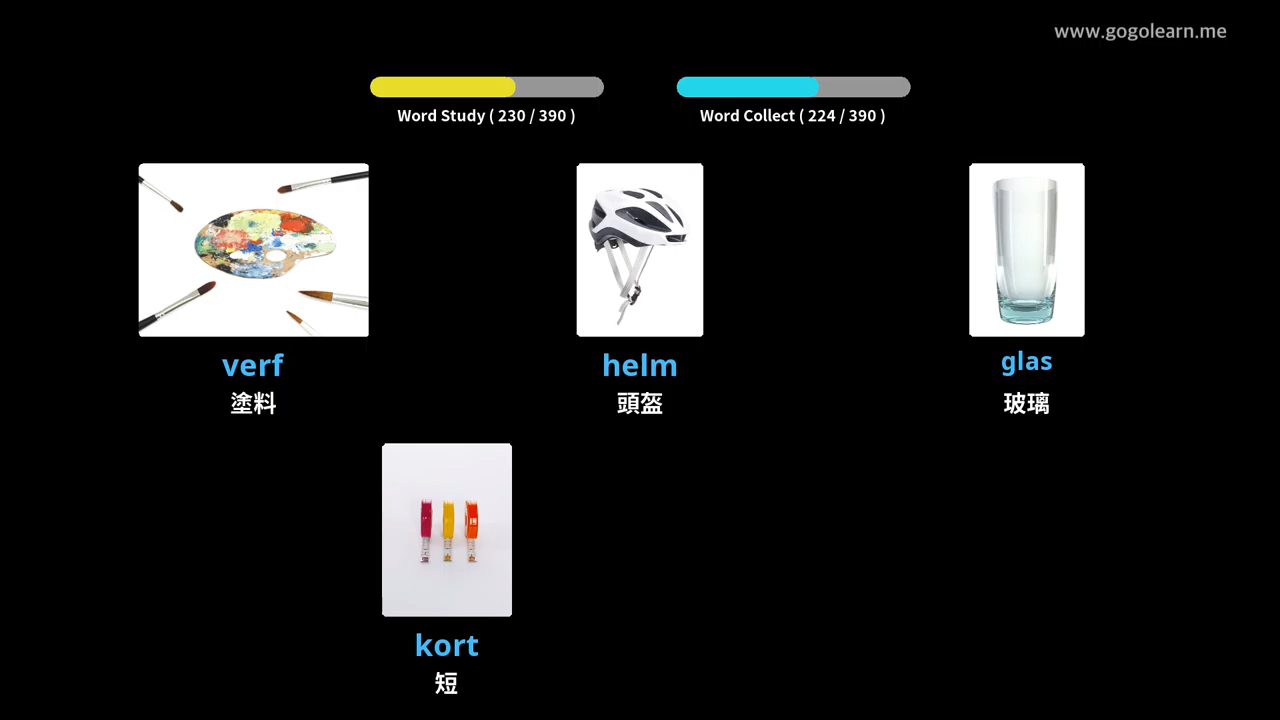 www.gogolearn.me
Word Study ( 230 / 390 )
Word Collect ( 224 / 390 )
verf
塗料
helm
頭盔
glas
玻璃
kort
短